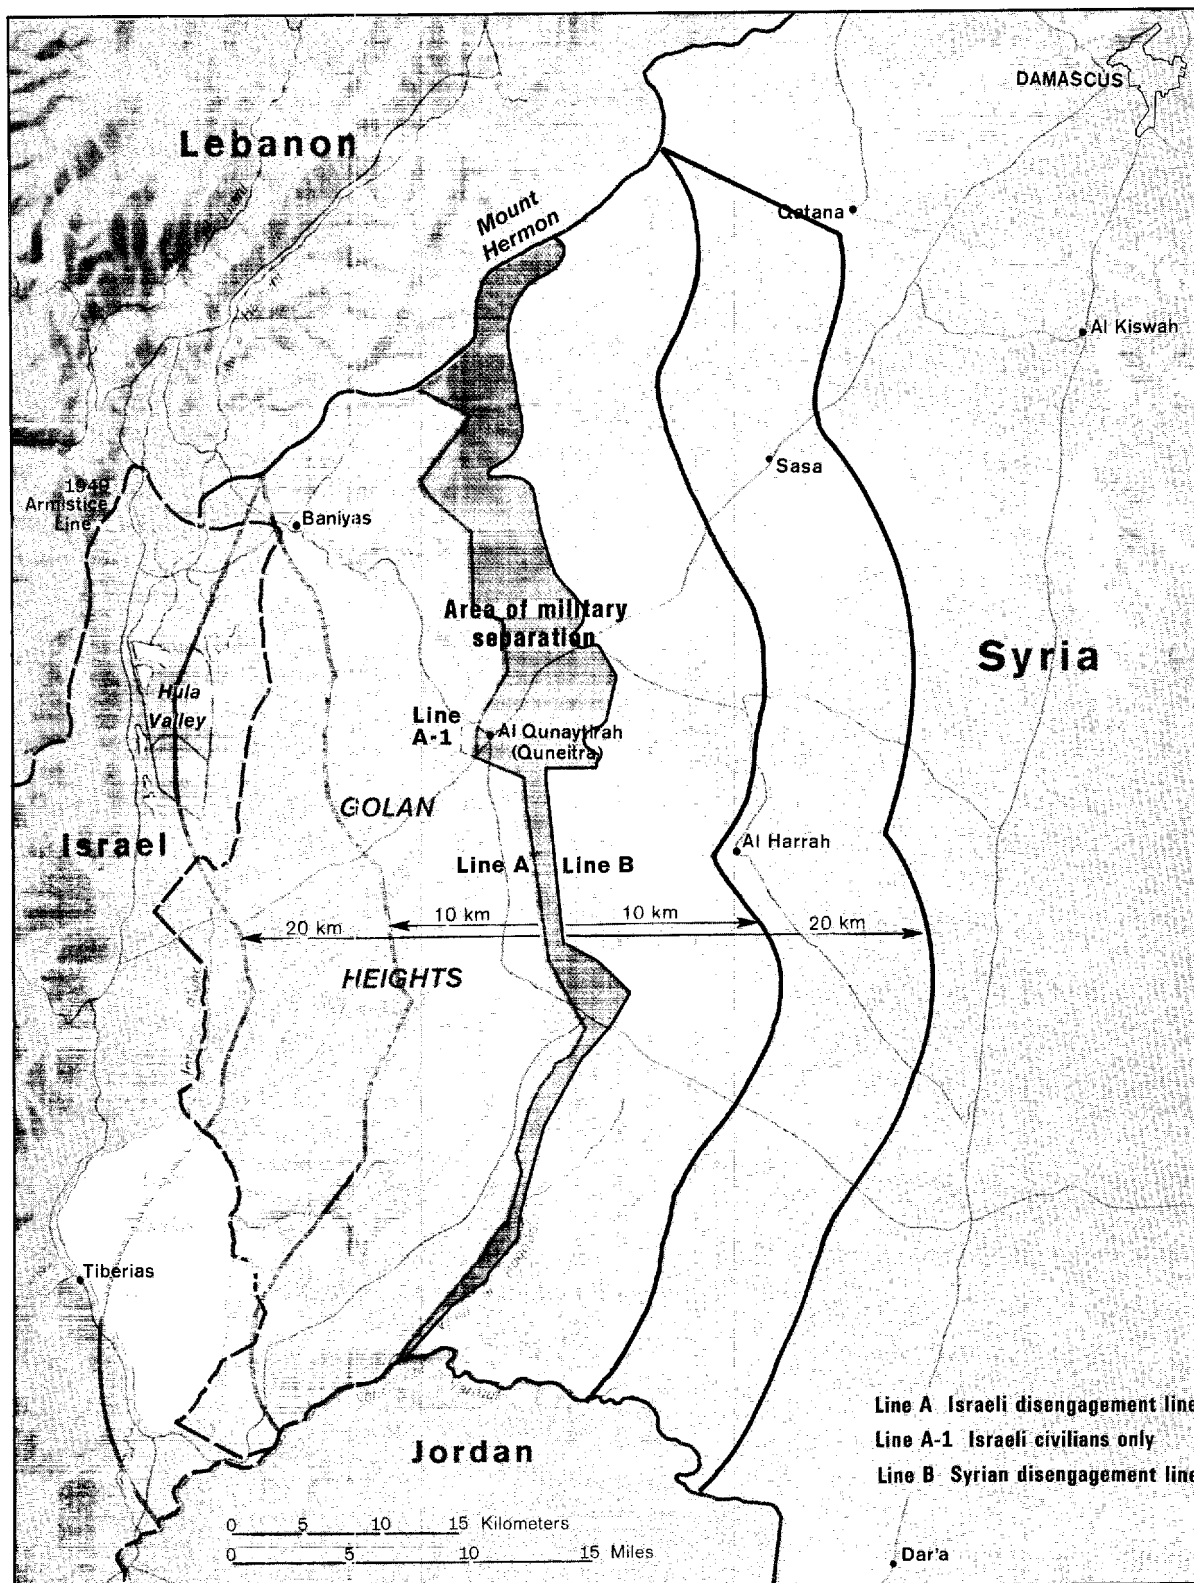 DAMASCUS
Lebanon
Mount
Hermon
Qatana
Al Kiswah
Sasa
1949
Armistice
Line
Baniyas
Area of military
separation
Syria
Hula
Valley
Line
A-1
Al Qunaytirah
(Quneitra)
GOLAN
Israel
Line A
Line B
Al Harrah
10 km
10 km
20 km
20 km
HEIGHTS
Tiberias
Line A Israeli disengagement line
Line A-1 Israeli civilians only
Line B Syrian disengagement line
Jordan
0 5 10 15 Kilometers
0 5 10 15 Miles
Dar'a